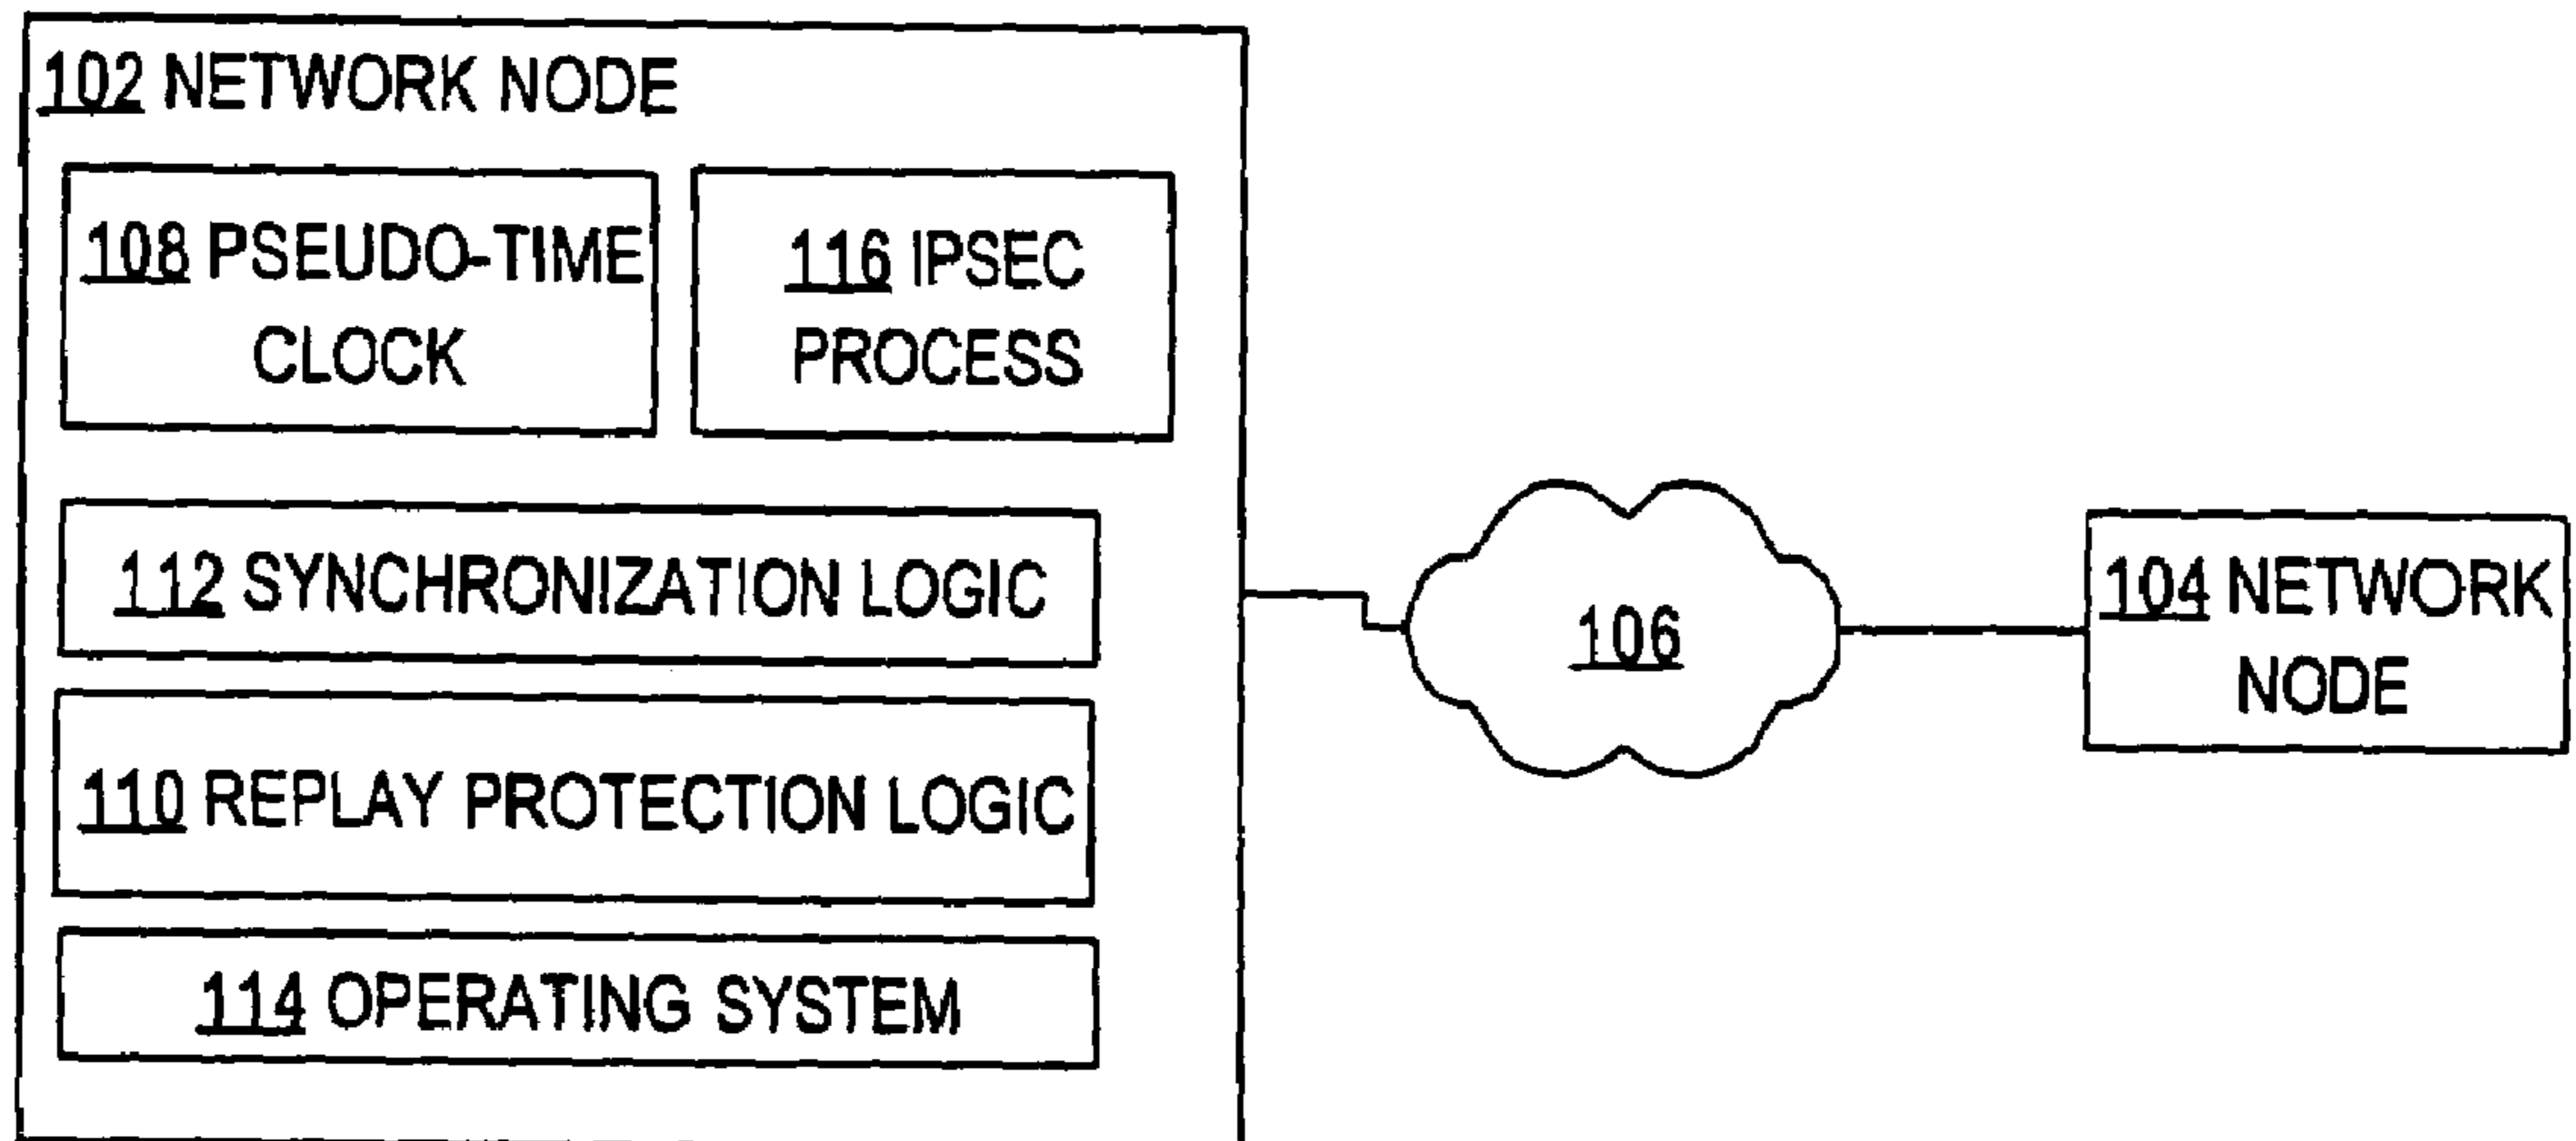 102 NETWORK NODE
108 PSEUDO-TIME
CLOCK
116 IPSEC
PROCESS
112 SYNCHRONIZATION LOGIC
110 REPLAY PROTECTION LOGIC
114 OPERATING SYSTEM
106
104 NETWORK
NODE